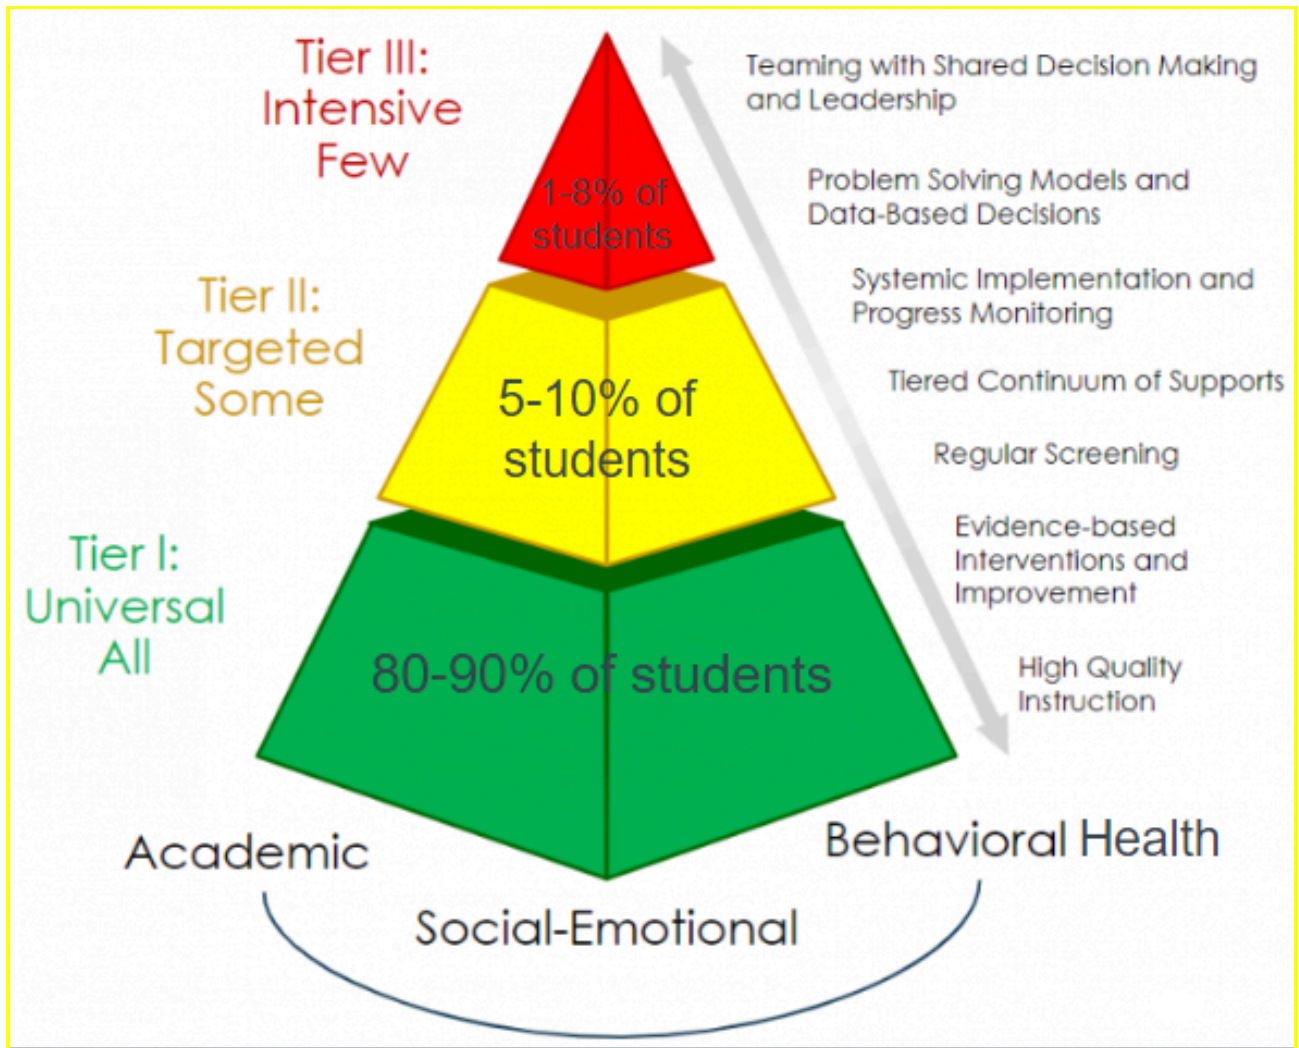 Tier III:
Intensive
Few
1-8% of
students
Teaming with Shared Decision Making
and Leadership
Problem Solving Models and
Data-Based Decisions
Systemic Implementation and
Progress Monitoring
Tier II:
Targeted
Some
5-10% of
students
Tiered Continuum of Supports
Regular Screening
Evidence-based
Interventions and
Improvement
Tier I:
Universal
All
80-90% of students
High Quality
Instruction
Academic
Behavioral Health
Social-Emotional